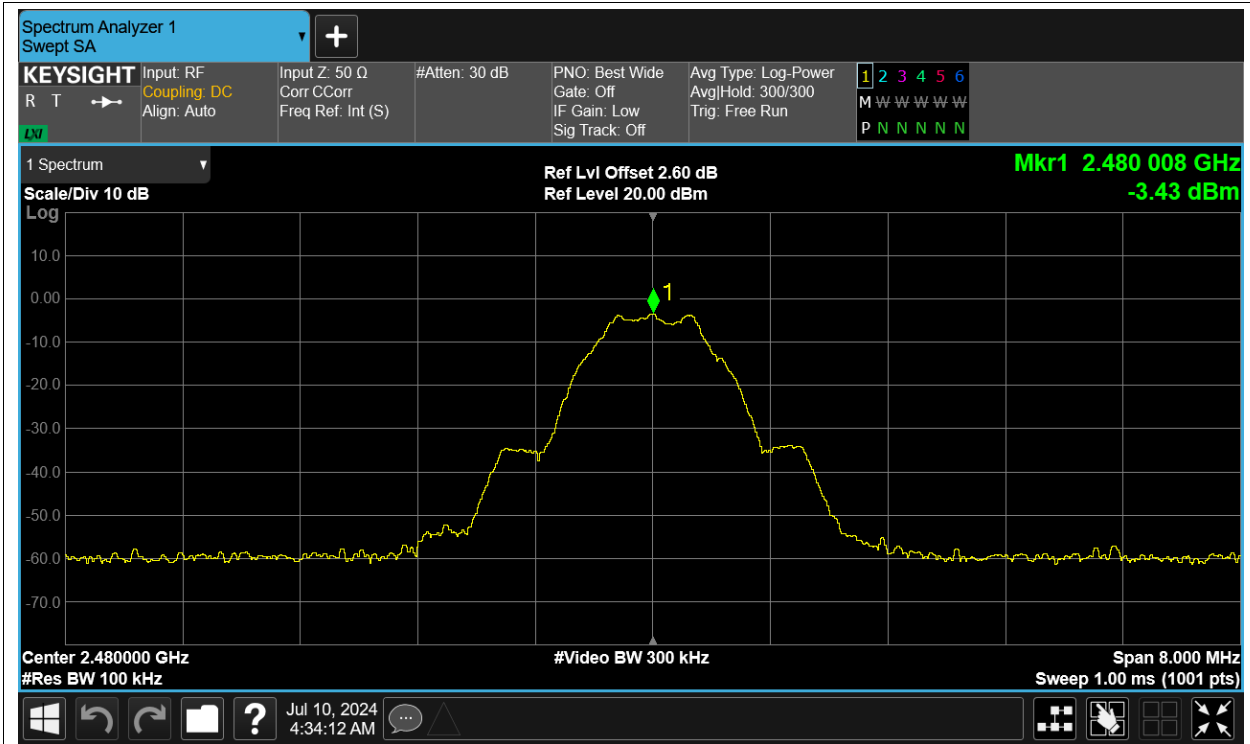 Spectrum Analyzer 1
Swept SA
KEYSIGHT
R T
LXI
Input: RF
Coupling: DC
Align: Auto
Input Z: 50 Ω
Corr CCorr
Freq Ref: Int (S)
#Atten: 30 dB
PNO: Best Wide
Gate: Off
IF Gain: Low
Sig Track: Off
Avg Type: Log-Power
Avg|Hold: 300/300
Trig: Free Run
1 2 3 4 5 6
M W W W W W
P N N N N N
1 Spectrum
Scale/Div 10 dB
Ref Lvl Offset 2.60 dB
Ref Level 20.00 dBm
Mkr1 2.480 008 GHz
-3.43 dBm
Log
10.0
0.00
-10.0
-20.0
-30.0
-40.0
-50.0
-60.0
-70.0
1
Center 2.480000 GHz
#Res BW 100 kHz
#Video BW 300 kHz
Span 8.000 MHz
Sweep 1.00 ms (1001 pts)
?
Jul 10, 2024
4:34:12 AM